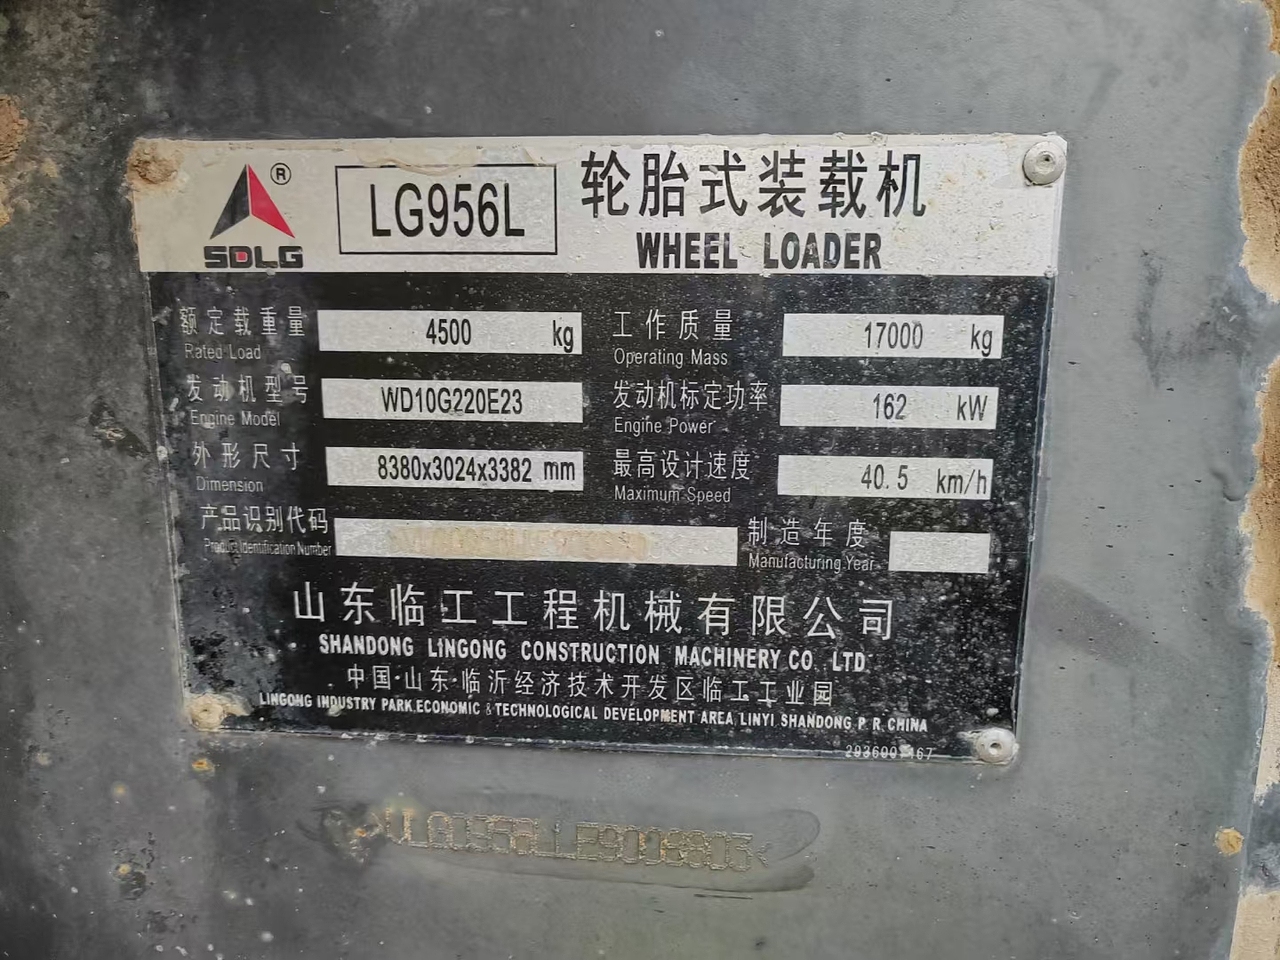 ®
SDLG
LG956L
轮胎式装载机
WHEEL LOADER
额定载重量 4500 kg 工作质量 17000 kg
Rated Load Operating Mass
发动机型号 WD10G220E23 发动机标定功率 162 kW
Engine Model Engine Power
外形尺寸 8380x3024x3382 mm 最高设计速度 40.5 km/h
Dimension Maximum Speed
产品识别代码 制造年度
Product Identification Number Manufacturing Year
山东临工工程机械有限公司
SHANDONG LINGONG CONSTRUCTION MACHINERY CO. LTD
中国·山东·临沂经济技术开发区临工工业园
LINGONG INDUSTRY PARK,ECONOMIC & TECHNOLOGICAL DEVELOPMENT AREA LINYI SHANDONG P. R. CHINA